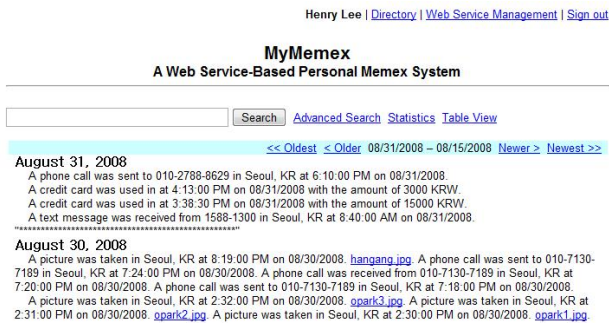 Henry Lee | Directory | Web Service Management | Sign out
MyMemex
A Web Service-Based Personal Memex System
Search Advanced Search Statistics Table View
<< Oldest < Older 08/31/2008 – 08/15/2008 Newer > Newest >>
August 31, 2008
A phone call was sent to 010-2788-8629 in Seoul, KR at 6:10:00 PM on 08/31/2008.
A credit card was used in at 4:13:00 PM on 08/31/2008 with the amount of 3000 KRW.
A credit card was used in at 3:38:30 PM on 08/31/2008 with the amount of 15000 KRW.
A text message was received from 1588-1300 in Seoul, KR at 8:40:00 AM on 08/31/2008.
"**************************************************"
August 30, 2008
A picture was taken in Seoul, KR at 8:19:00 PM on 08/30/2008. hangang.jpg. A phone call was sent to 010-7130-
7189 in Seoul, KR at 7:24:00 PM on 08/30/2008. A phone call was received from 010-7130-7189 in Seoul, KR at
7:20:00 PM on 08/30/2008. A phone call was sent to 010-7130-7189 in Seoul, KR at 7:18:00 PM on 08/30/2008.
A picture was taken in Seoul, KR at 2:32:00 PM on 08/30/2008. opark3.jpg. A picture was taken in Seoul, KR at
2:31:00 PM on 08/30/2008. opark2.jpg. A picture was taken in Seoul, KR at 2:30:00 PM on 08/30/2008. opark1.jpg.